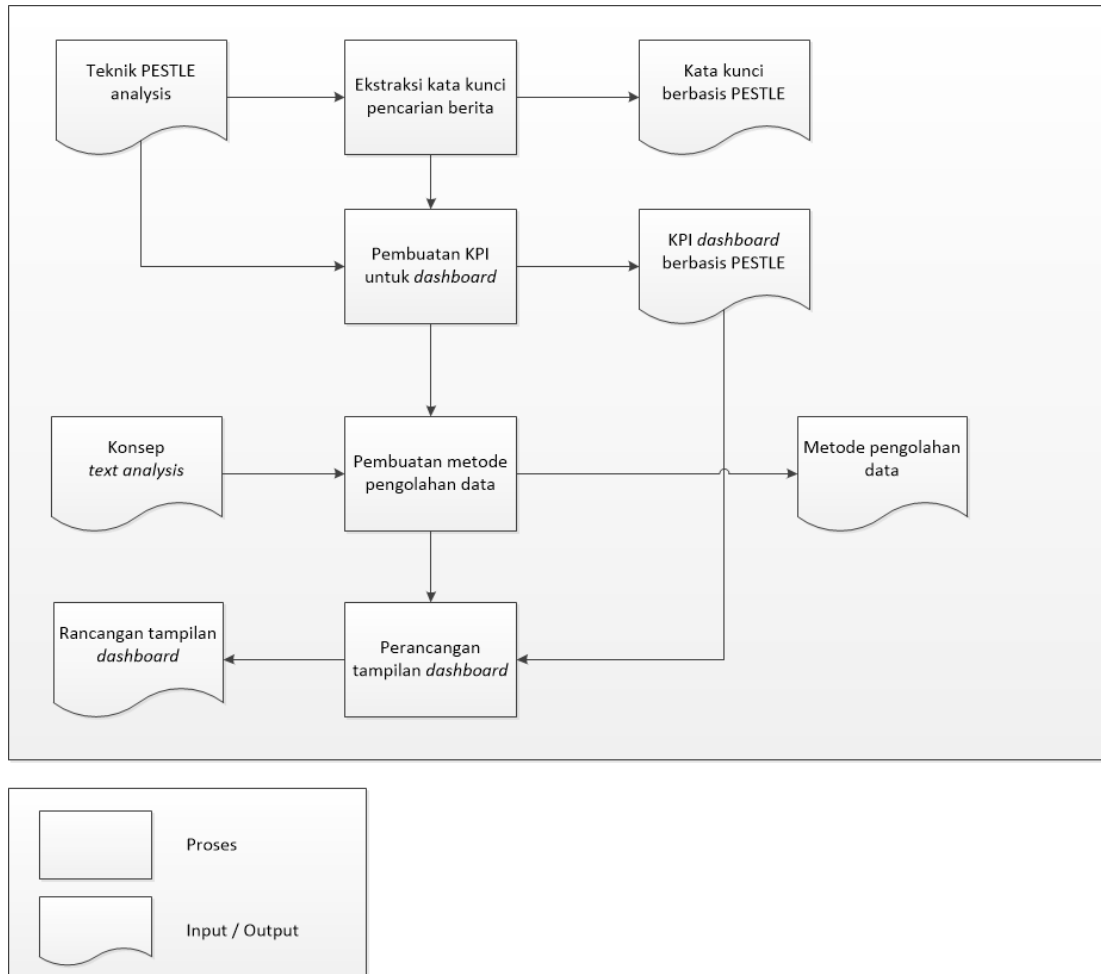 Teknik PESTLE
analysis
Ekstraksi kata kunci
pencarian berita
Kata kunci
berbasis PESTLE
Pembuatan KPI
untuk dashboard
KPI dashboard
berbasis PESTLE
Konsep
text analysis
Pembuatan metode
pengolahan data
Metode pengolahan
data
Rancangan tampilan
dashboard
Perancangan
tampilan dashboard
Proses
Input / Output